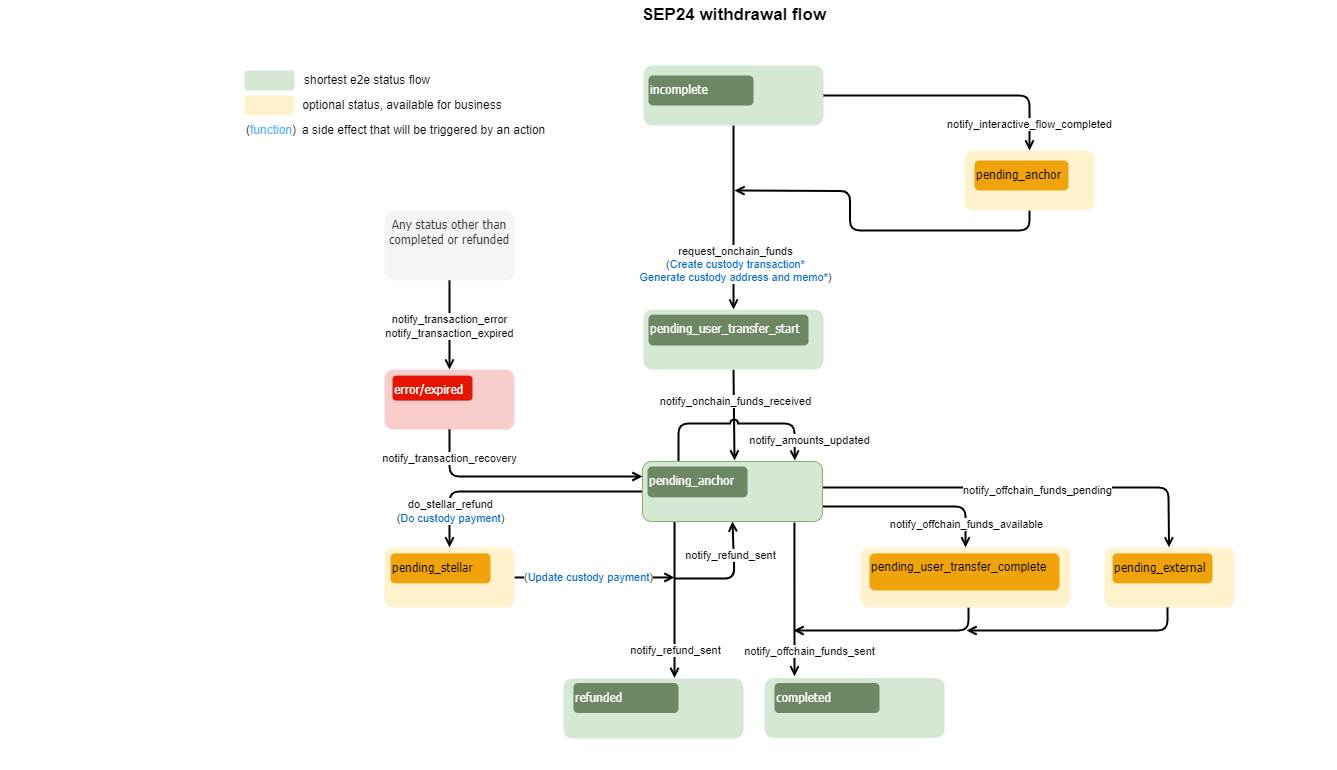 SEP24 withdrawal flow
shortest e2e status flow
optional status, available for business
(function) a side effect that will be triggered by an action
incomplete
notify_interactive_flow_completed
pending_anchor
Any status other than
completed or refunded
request_onchain_funds
(Create custody transaction*
Generate custody address and memo*)
notify_transaction_error
notify_transaction_expired
pending_user_transfer_start
error/expired
notify_onchain_funds_received
notify_amounts_updated
notify_transaction_recovery
pending_anchor
notify_offchain_funds_pending
do_stellar_refund
(Do custody payment)
notify_offchain_funds_available
notify_refund_sent
pending_stellar
(Update custody payment)
pending_user_transfer_complete
pending_external
notify_refund_sent
notify_offchain_funds_sent
refunded
completed